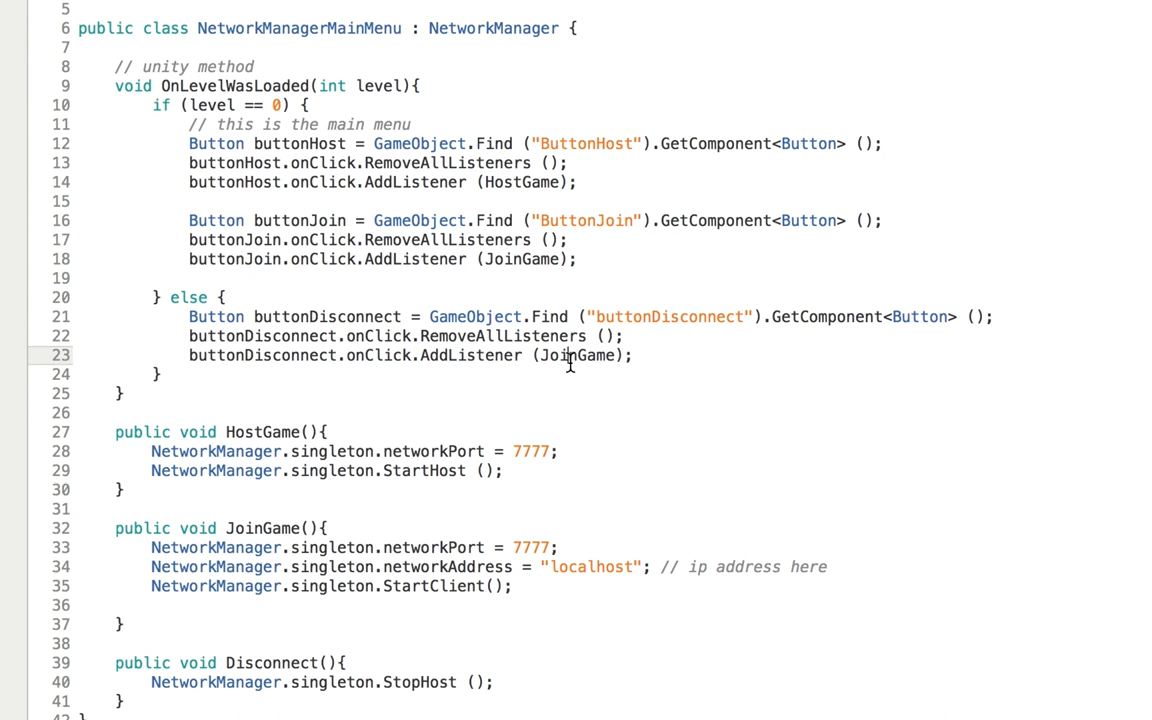 5
6 public class NetworkManagerMainMenu : NetworkManager {
7
8 // unity method
9 void OnLevelWasLoaded(int level){
10 if (level == 0) {
11 // this is the main menu
12 Button buttonHost = GameObject.Find ("ButtonHost").GetComponent<Button> ();
13 buttonHost.onClick.RemoveAllListeners ();
14 buttonHost.onClick.AddListener (HostGame);
15
16 Button buttonJoin = GameObject.Find ("ButtonJoin").GetComponent<Button> ();
17 buttonJoin.onClick.RemoveAllListeners ();
18 buttonJoin.onClick.AddListener (JoinGame);
19
20 } else {
21 Button buttonDisconnect = GameObject.Find ("buttonDisconnect").GetComponent<Button> ();
22 buttonDisconnect.onClick.RemoveAllListeners ();
23 buttonDisconnect.onClick.AddListener (JoinGame);
24 }
25 }
26
27 public void HostGame(){
28 NetworkManager.singleton.networkPort = 7777;
29 NetworkManager.singleton.StartHost ();
30 }
31
32 public void JoinGame(){
33 NetworkManager.singleton.networkPort = 7777;
34 NetworkManager.singleton.networkAddress = "localhost"; // ip address here
35 NetworkManager.singleton.StartClient();
36
37 }
38
39 public void Disconnect(){
40 NetworkManager.singleton.StopHost ();
41 }
42 }